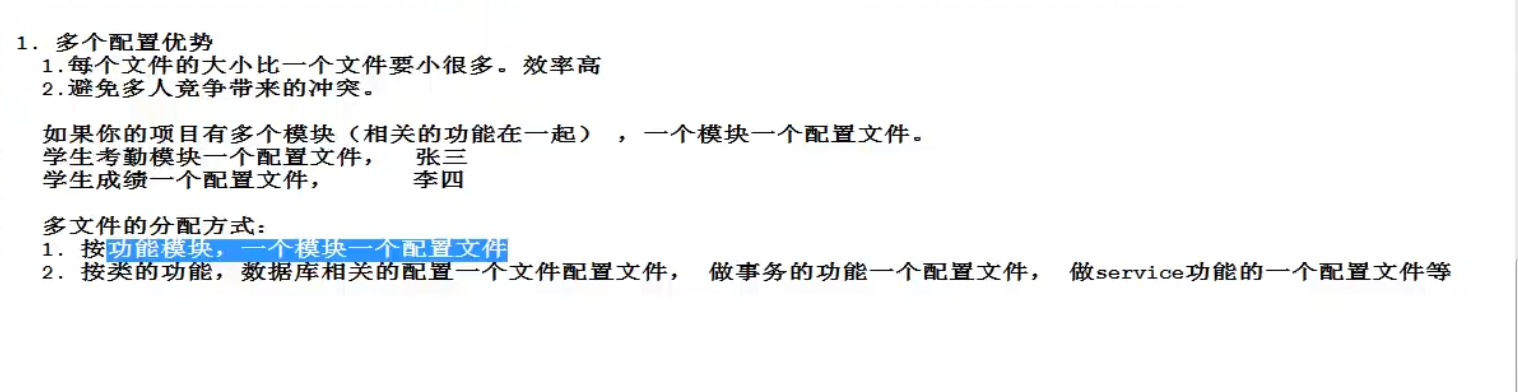 1. 多个配置优势
1.每个文件的大小比一个文件要小很多。效率高
2.避免多人竞争带来的冲突。
如果你的项目有多个模块（相关的功能在一起） ，一个模块一个配置文件。
学生考勤模块一个配置文件， 张三
学生成绩一个配置文件， 李四
多文件的分配方式：
1. 按功能模块，一个模块一个配置文件
2. 按类的功能，数据库相关的配置一个文件配置文件， 做事务的功能一个配置文件， 做service功能的一个配置文件等